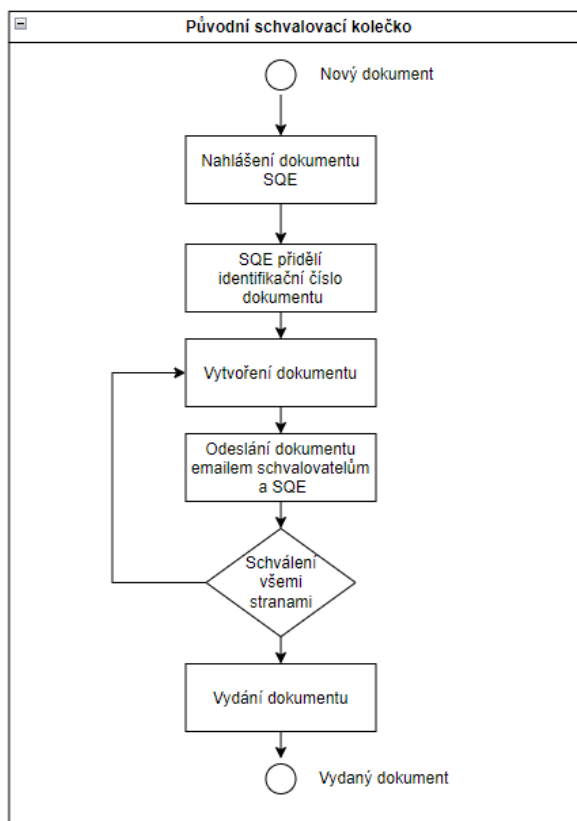 Původní schvalovací kolečko
Nový dokument
Nahlášení dokumentu
SQE
SQE přidělí
identifikační číslo
dokumentu
Vytvoření dokumentu
Odeslání dokumentu
emailem schvalovatelům
a SQE
Schválení
všemi
stranami
Vydání dokumentu
Vydaný dokument